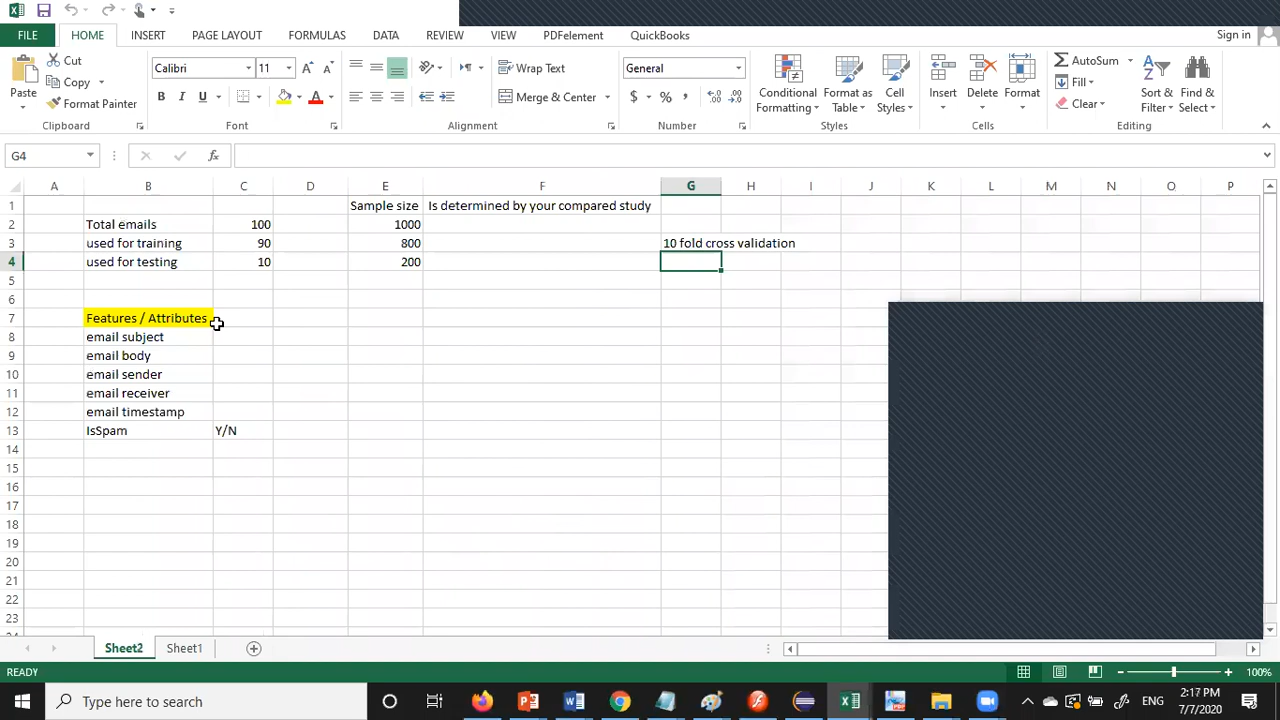 FILE HOME INSERT PAGE LAYOUT FORMULAS DATA REVIEW VIEW PDFelement QuickBooks Sign in
Paste Cut Copy Format Painter Clipboard
Calibri 11 B I U A Font
Wrap Text Merge & Center Alignment
General $ % , Number
Conditional Formatting Format as Table Cell Styles Styles
Insert Delete Format Cells
AutoSum Fill Clear Sort & Filter Find & Select Editing
G4 fx
A B C D E F G H I J K L M N O P
1 Sample size Is determined by your compared study
2 Total emails 100 1000
3 used for training 90 800 10 fold cross validation
4 used for testing 10 200
5
6
7 Features / Attributes
8 email subject
9 email body
10 email sender
11 email receiver
12 email timestamp
13 IsSpam Y/N
14
15
16
17
18
19
20
21
22
23
Sheet2 Sheet1
READY 100%
Type here to search ENG 2:17 PM
7/7/2020